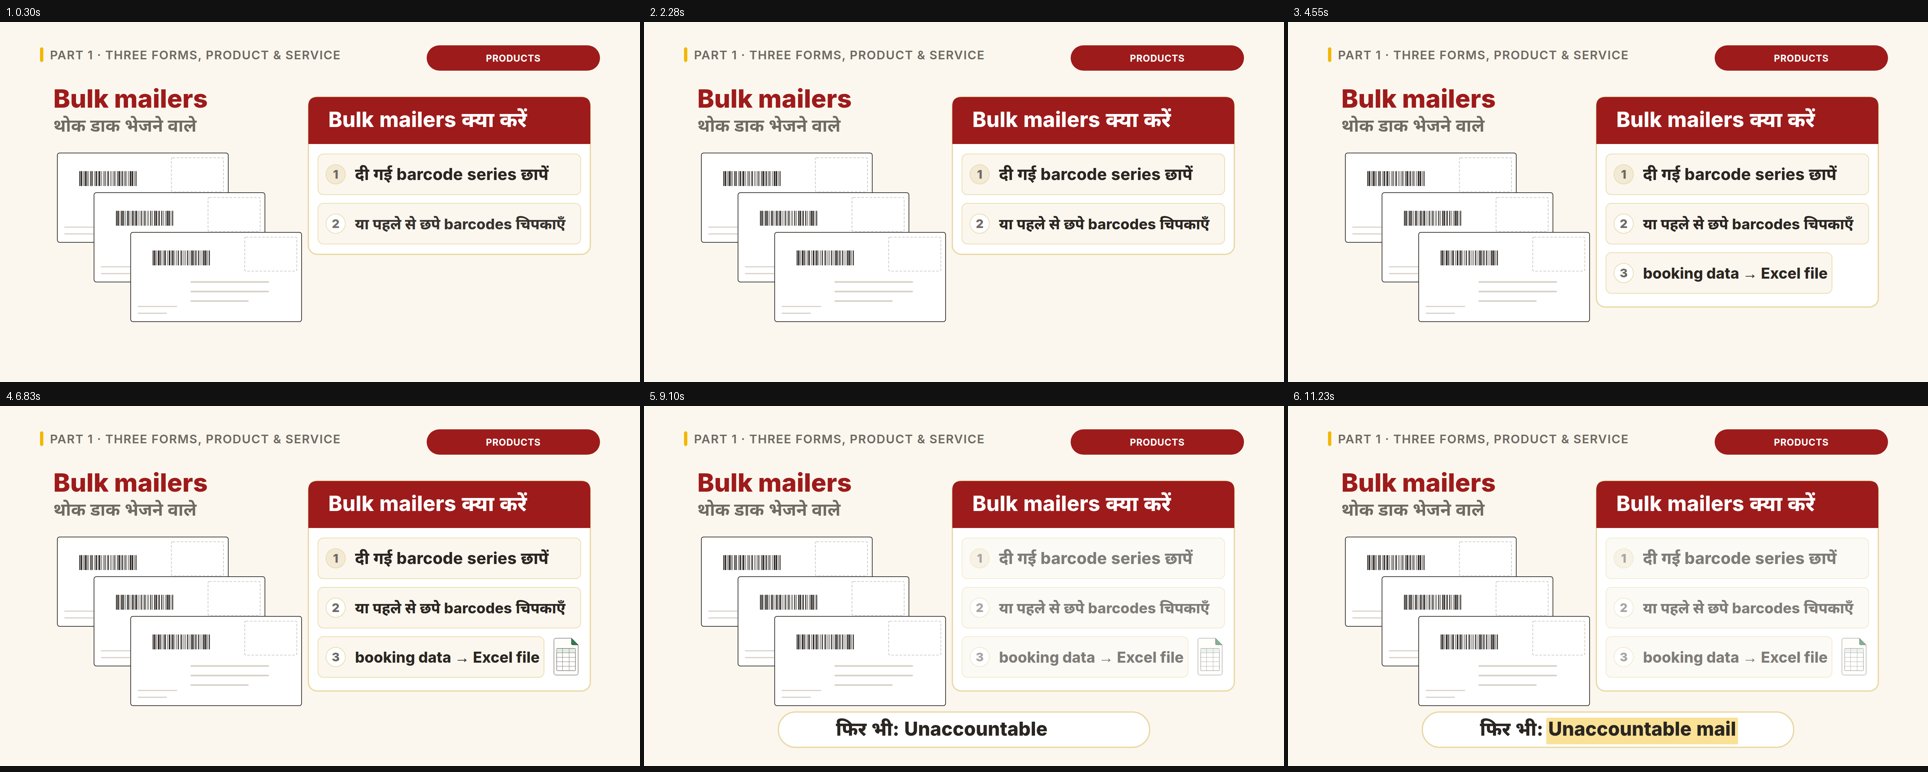 1. 0.30s
PART 1 · THREE FORMS, PRODUCT & SERVICE
PRODUCTS
Bulk mailers
थोक डाक भेजने वाले
Bulk mailers क्या करें
1 दी गई barcode series छापें
2 या पहले से छपे barcodes चिपकाएँ
2. 2.28s
PART 1 · THREE FORMS, PRODUCT & SERVICE
PRODUCTS
Bulk mailers
थोक डाक भेजने वाले
Bulk mailers क्या करें
1 दी गई barcode series छापें
2 या पहले से छपे barcodes चिपकाएँ
3. 4.55s
PART 1 · THREE FORMS, PRODUCT & SERVICE
PRODUCTS
Bulk mailers
थोक डाक भेजने वाले
Bulk mailers क्या करें
1 दी गई barcode series छापें
2 या पहले से छपे barcodes चिपकाएँ
3 booking data → Excel file
4. 6.83s
PART 1 · THREE FORMS, PRODUCT & SERVICE
PRODUCTS
Bulk mailers
थोक डाक भेजने वाले
Bulk mailers क्या करें
1 दी गई barcode series छापें
2 या पहले से छपे barcodes चिपकाएँ
3 booking data → Excel file
5. 9.10s
PART 1 · THREE FORMS, PRODUCT & SERVICE
PRODUCTS
Bulk mailers
थोक डाक भेजने वाले
Bulk mailers क्या करें
1 दी गई barcode series छापें
2 या पहले से छपे barcodes चिपकाएँ
3 booking data → Excel file
फिर भी: Unaccountable
6. 11.23s
PART 1 · THREE FORMS, PRODUCT & SERVICE
PRODUCTS
Bulk mailers
थोक डाक भेजने वाले
Bulk mailers क्या करें
1 दी गई barcode series छापें
2 या पहले से छपे barcodes चिपकाएँ
3 booking data → Excel file
फिर भी: Unaccountable mail